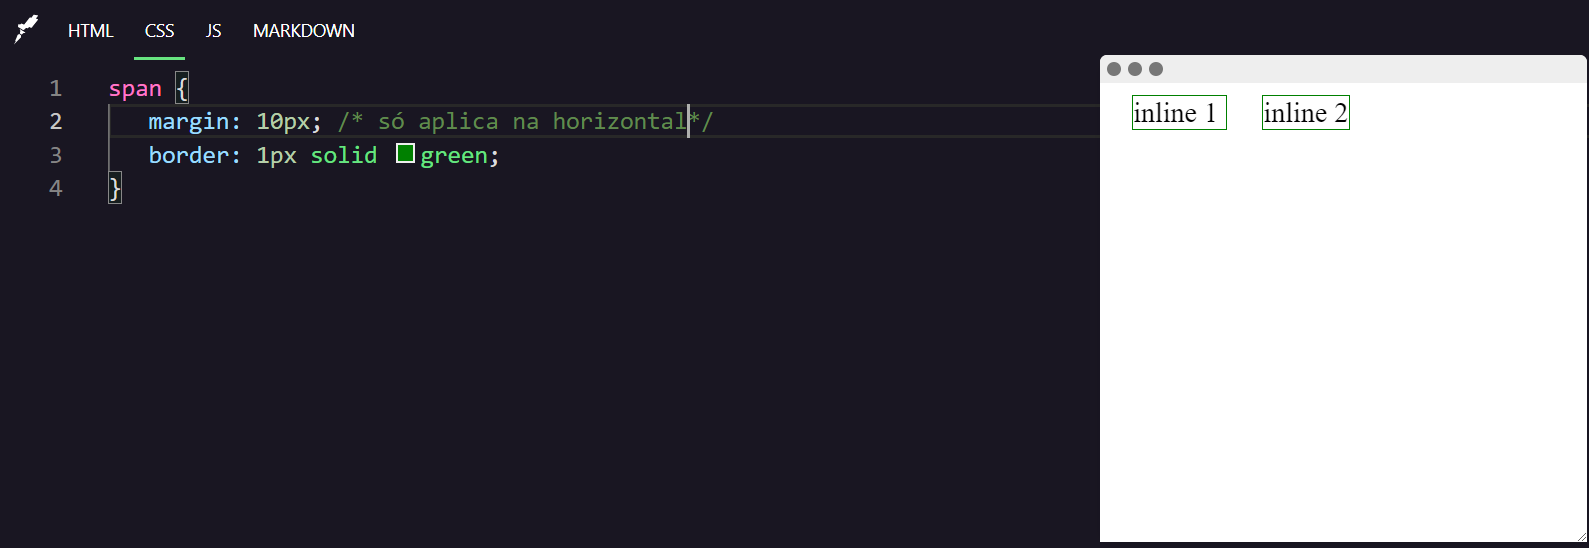 HTML CSS JS MARKDOWN
1 span {
2 margin: 10px; /* só aplica na horizontal*/
3 border: 1px solid green;
4 }
inline 1 inline 2